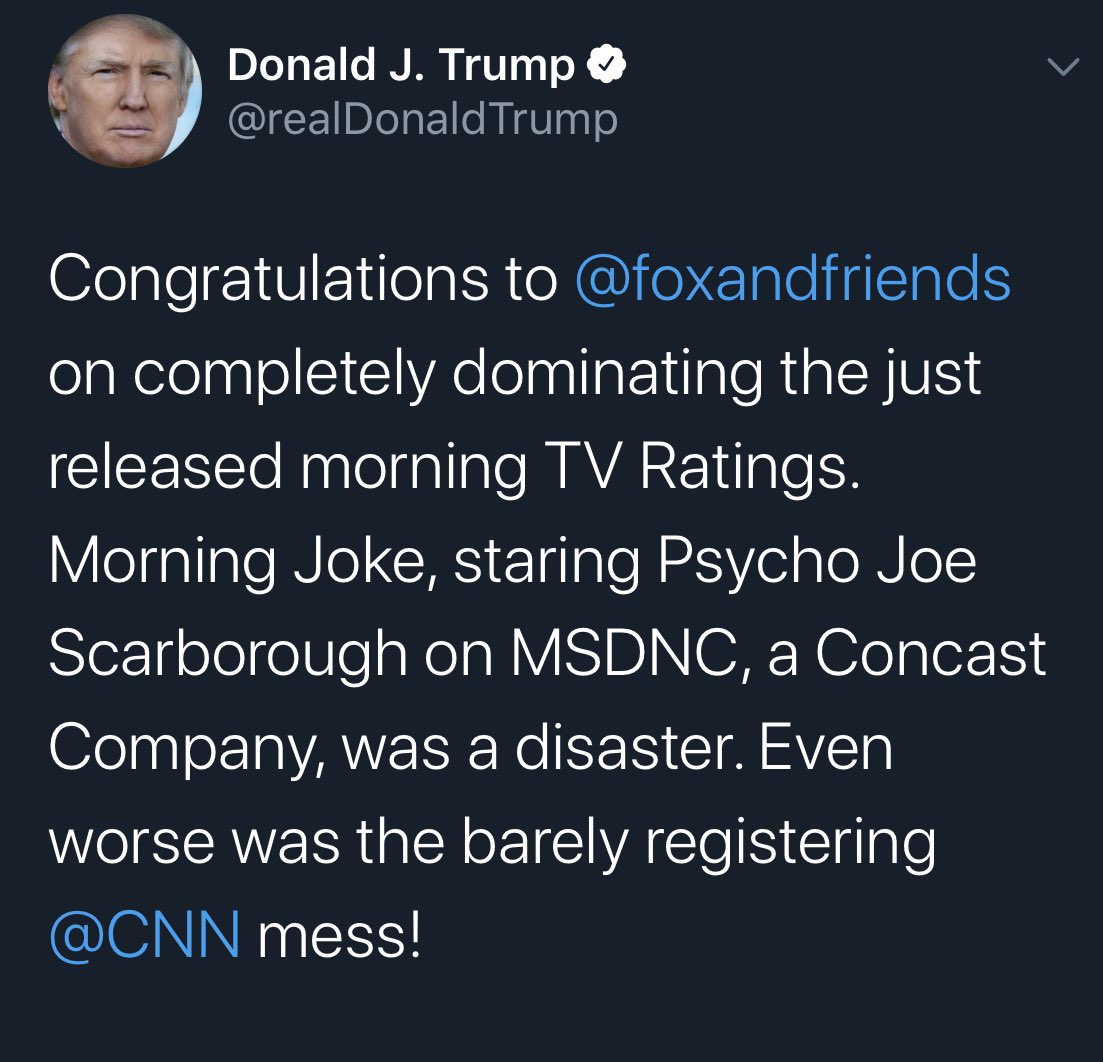 Donald J. Trump
@realDonaldTrump
Congratulations to @foxandfriends
on completely dominating the just
released morning TV Ratings.
Morning Joke, staring Psycho Joe
Scarborough on MSDNC, a Concast
Company, was a disaster. Even
worse was the barely registering
@CNN mess!